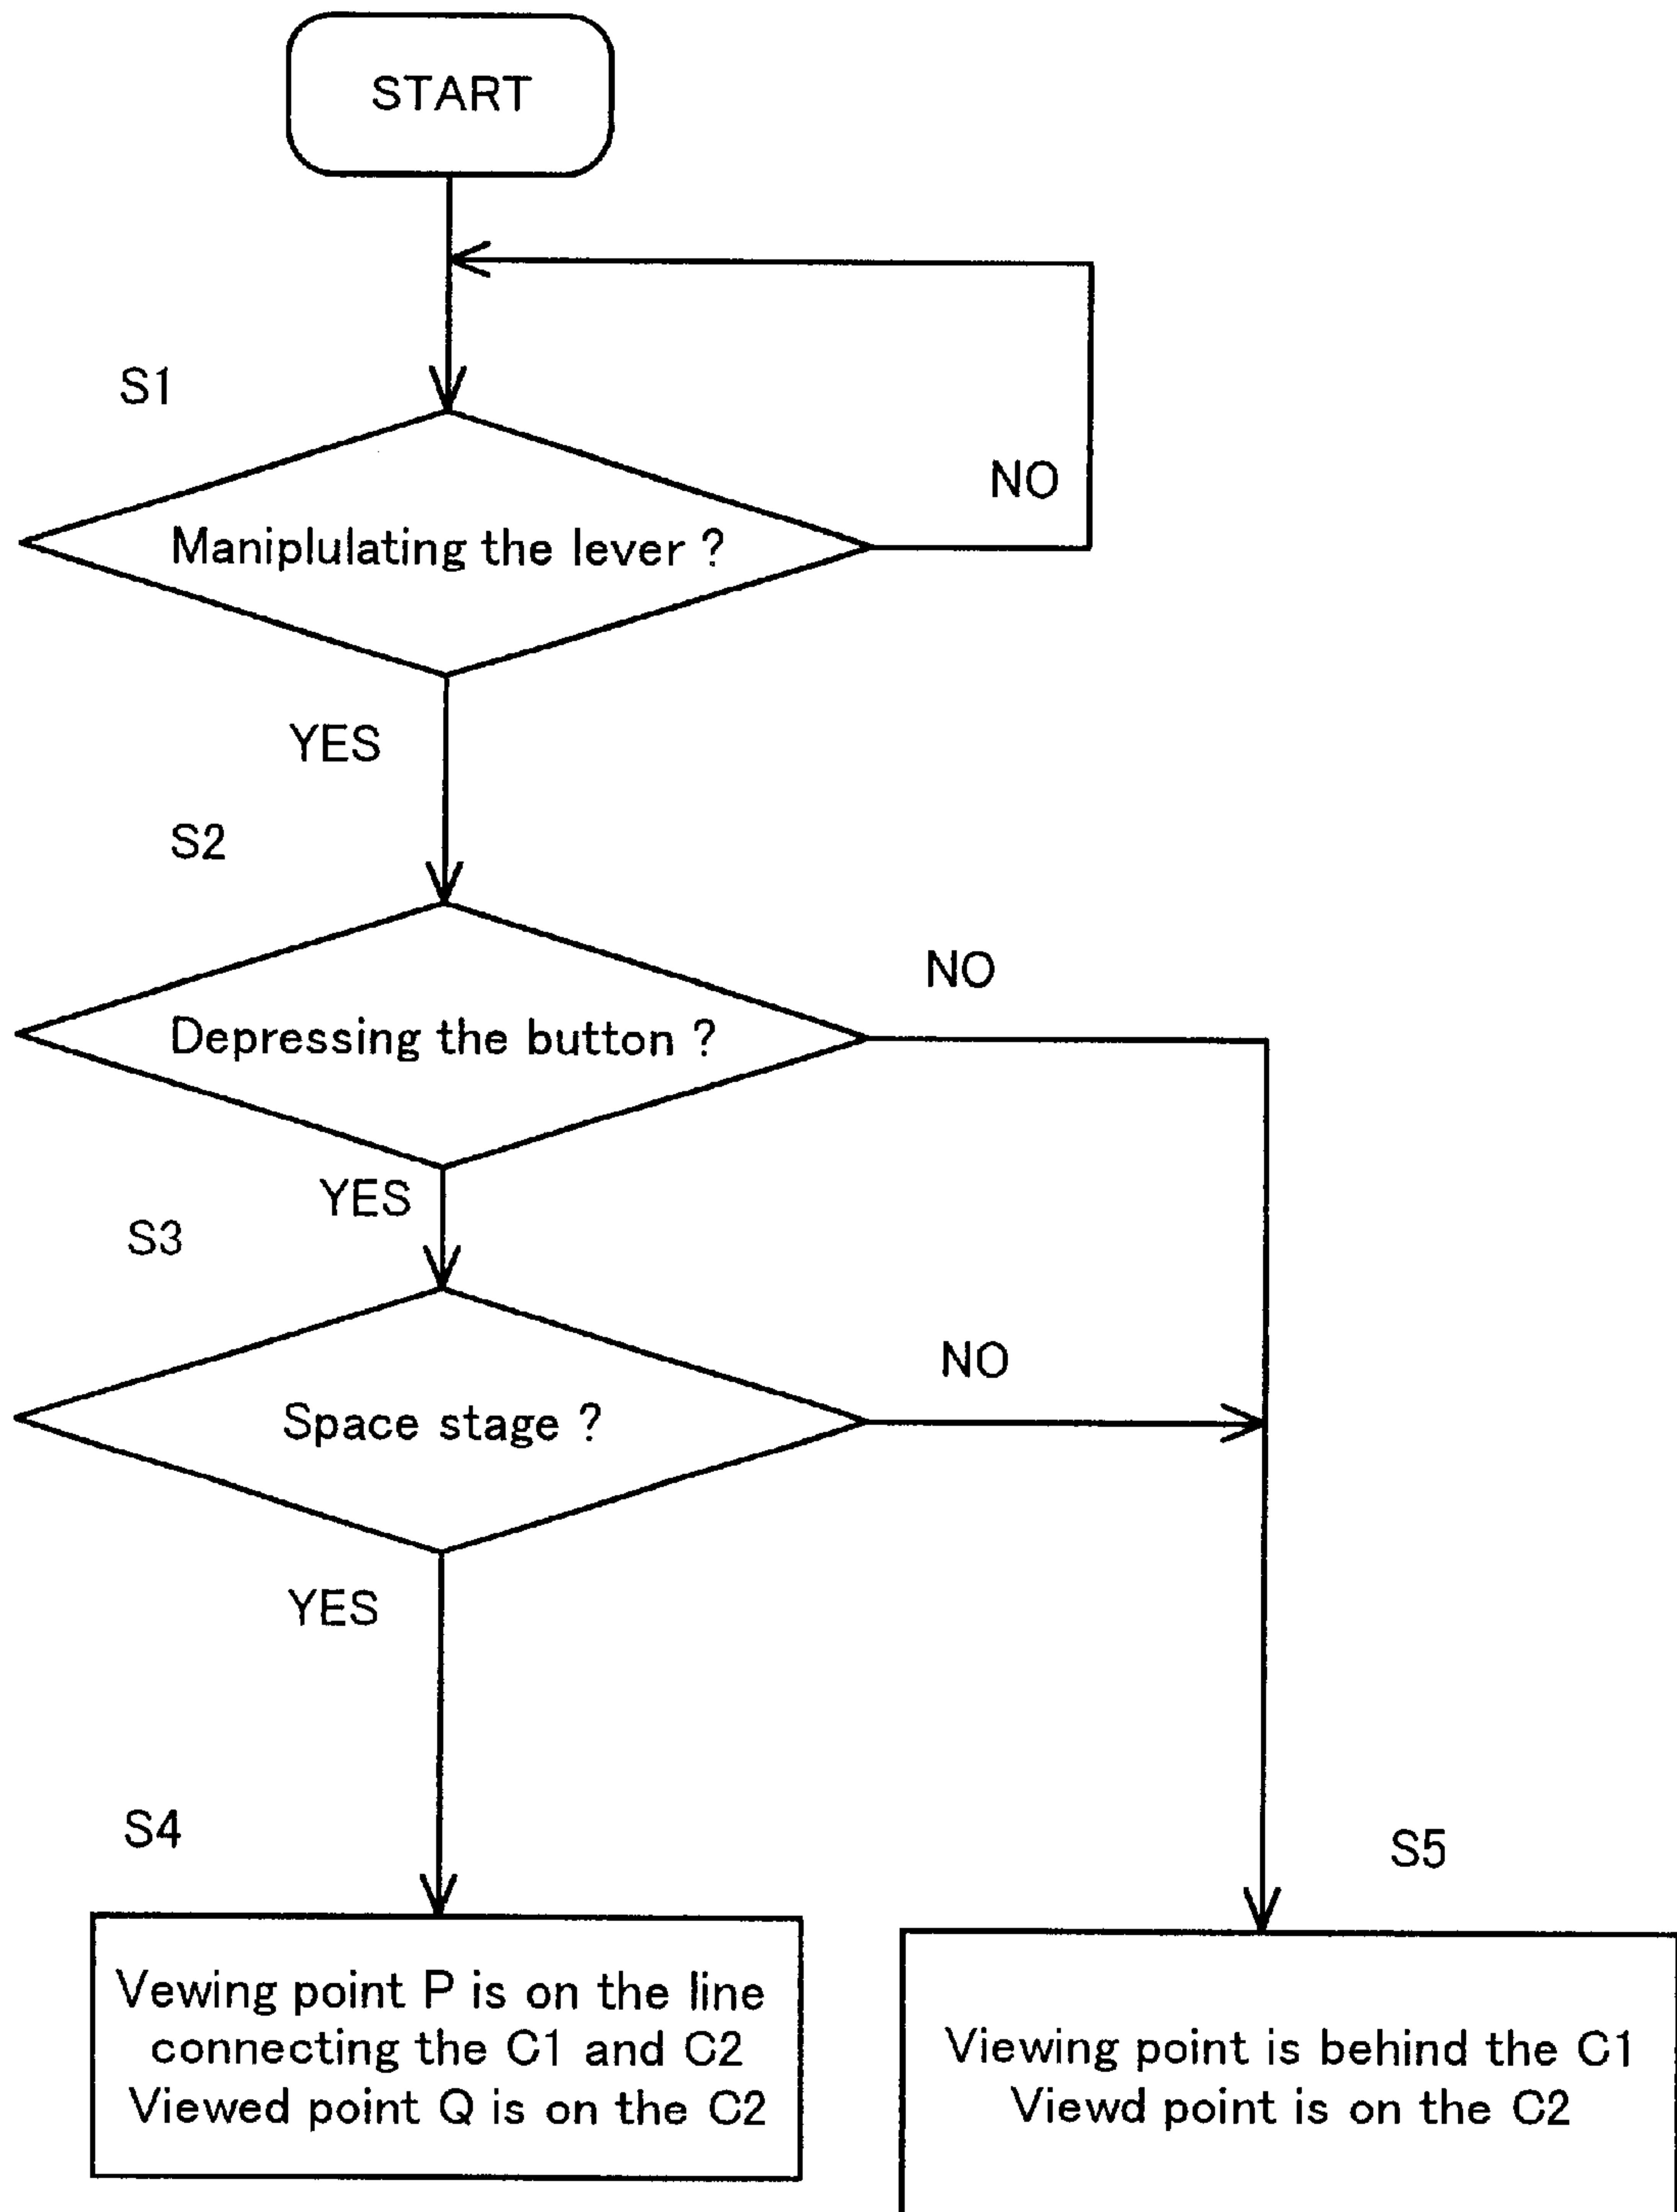 START
S1
NO
Maniplulating the lever ?
YES
S2
NO
Depressing the button ?
YES
S3
NO
Space stage ?
YES
S4
S5
Vewing point P is on the line
connecting the C1 and C2
Viewed point Q is on the C2
Viewing point is behind the C1
Viewd point is on the C2